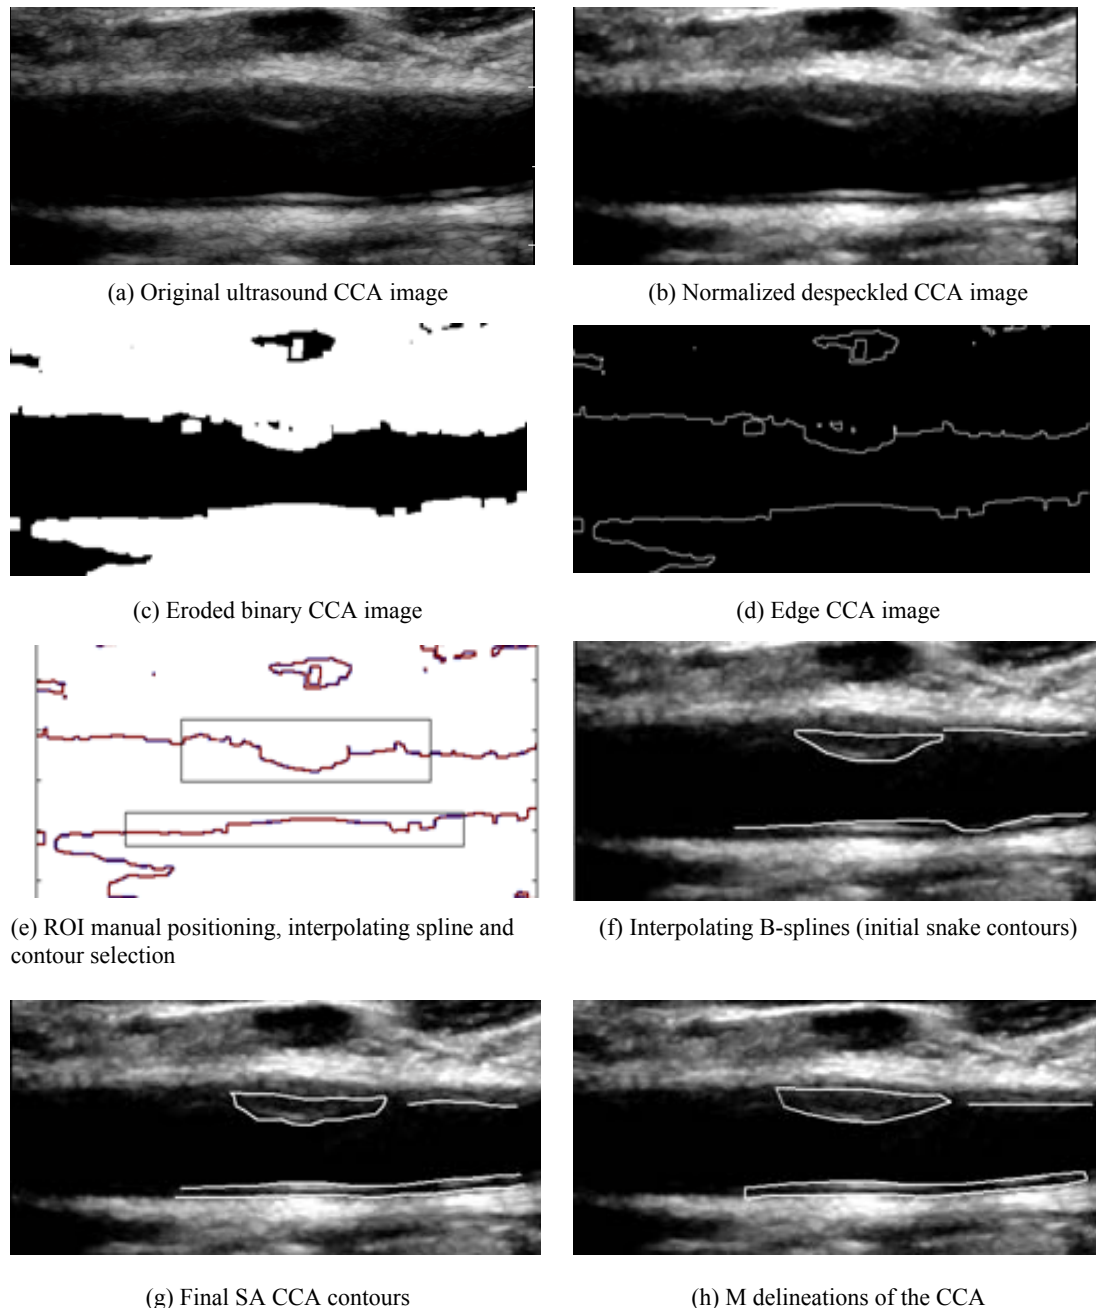 (a) Original ultrasound CCA image
(b) Normalized despeckled CCA image
(c) Eroded binary CCA image
(d) Edge CCA image
(e) ROI manual positioning, interpolating spline and
contour selection
(f) Interpolating B-splines (initial snake contours)
(g) Final SA CCA contours
(h) M delineations of the CCA